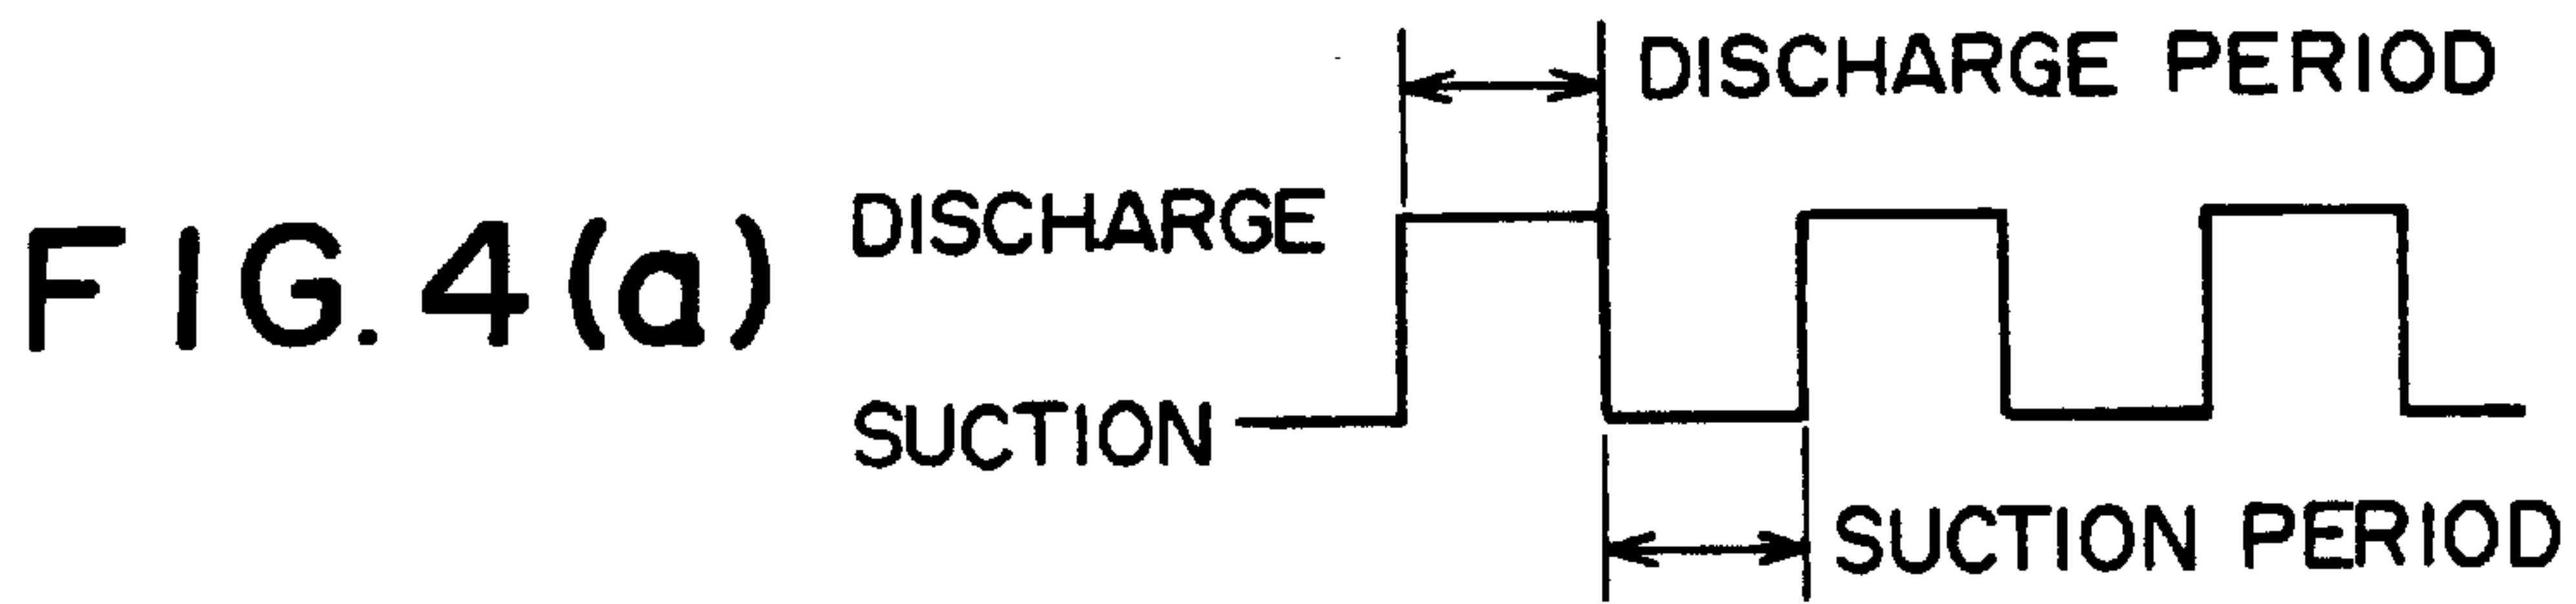 FIG. 4(a)
DISCHARGE PERIOD
DISCHARGE
SUCTION
SUCTION PERIOD